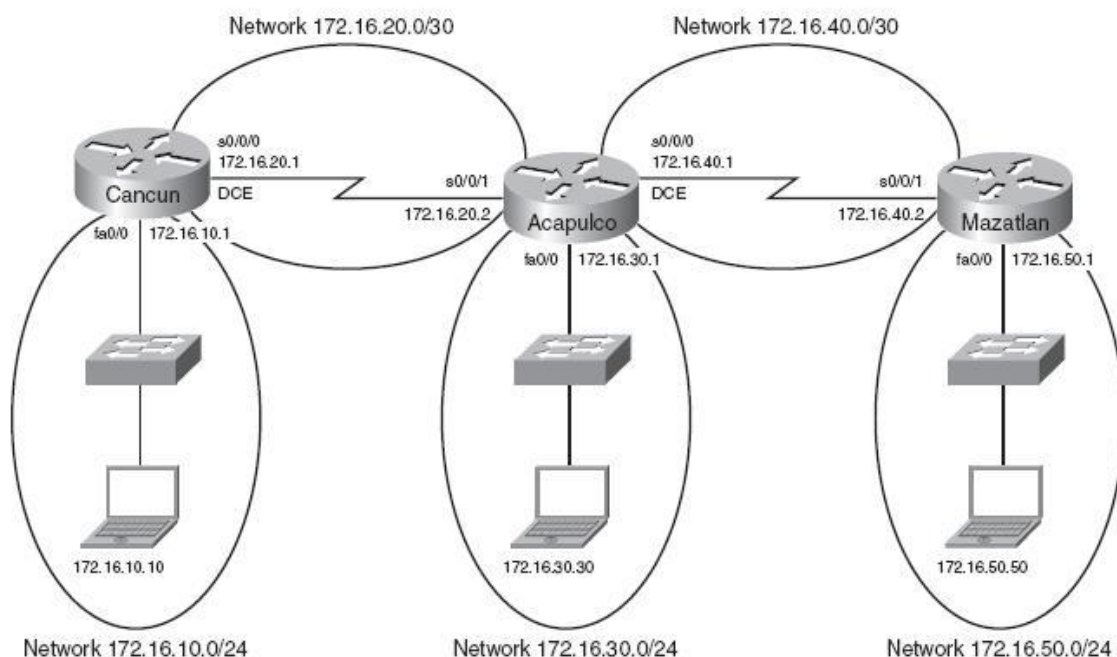 Network 172.16.20.0/30
Network 172.16.40.0/30
s0/0/0
172.16.20.1
DCE
s0/0/1
172.16.20.2
s0/0/0
172.16.40.1
DCE
s0/0/1
172.16.40.2
Cancun
Acapulco
Mazatlan
fa0/0
172.16.10.1
fa0/0
172.16.30.1
fa0/0
172.16.50.1
172.16.10.10
172.16.30.30
172.16.50.50
Network 172.16.10.0/24
Network 172.16.30.0/24
Network 172.16.50.0/24